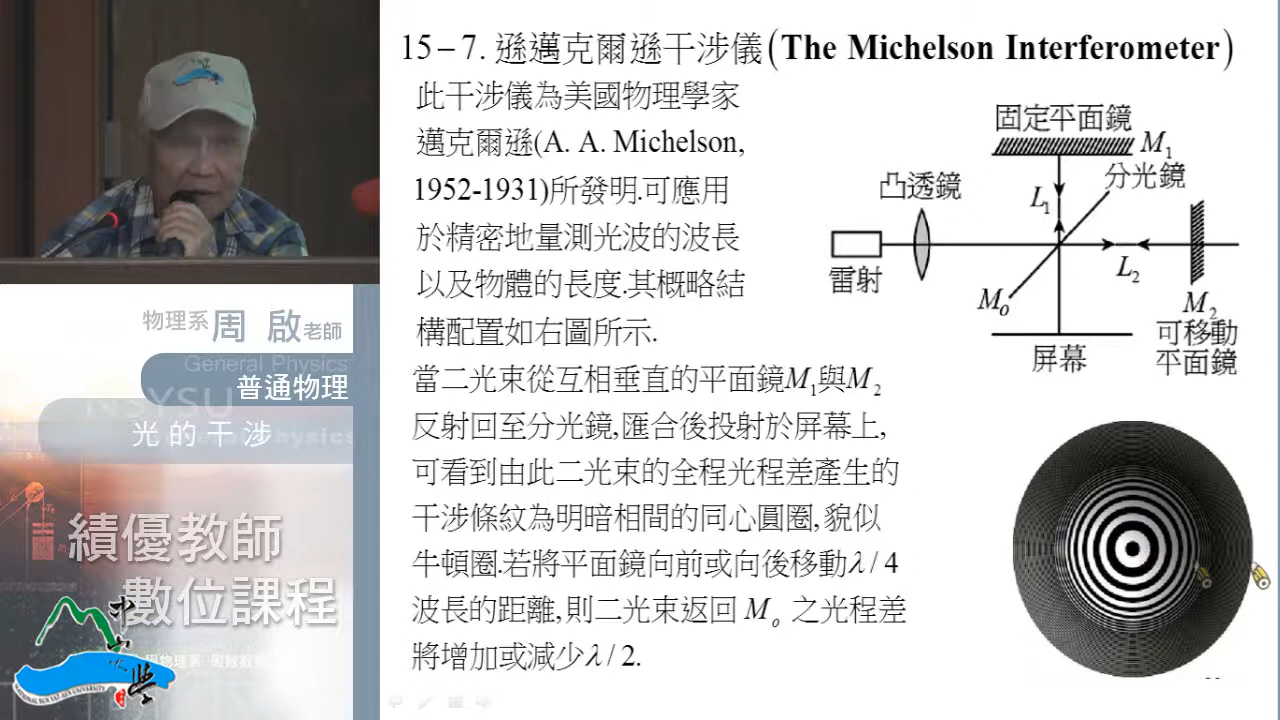 15－7. 遜邁克爾遜干涉儀(The Michelson Interferometer)
此干涉儀為美國物理學家
邁克爾遜(A. A. Michelson,
1952-1931)所發明.可應用
於精密地量測光波的波長
以及物體的長度.其概略結
構配置如右圖所示.
當二光束從互相垂直的平面鏡M₁與M₂
反射回至分光鏡,匯合後投射於屏幕上,
可看到由此二光束的全程光程差產生的
干涉條紋為明暗相間的同心圓圈,貌似
牛頓圈.若將平面鏡向前或向後移動λ/4
波長的距離,則二光束返回Mₒ之光程差
將增加或減少λ/2.
固定平面鏡
M₁
分光鏡
凸透鏡
L₁
雷射
L₂
Mₒ
M₂
可移動
平面鏡
屏幕
物理系 周 啟 老師
General Physics
普通物理
NSYSU
光的干涉
績優教師
數位課程